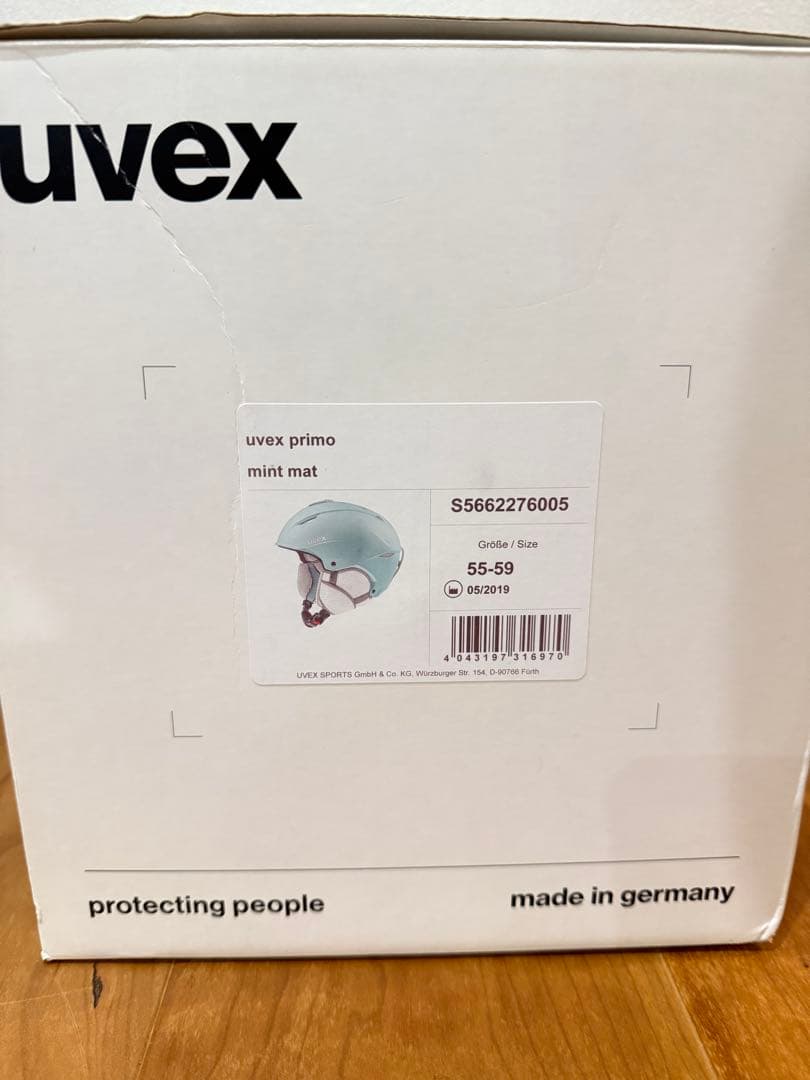 uvex
uvex primo
mint mat
uvex
S5662276005
Größe / Size
55-59
05/2019
4 043197 316970
UVEX SPORTS GmbH & Co. KG, Würzburger Str. 154, D-90766 Fürth
protecting people
made in germany